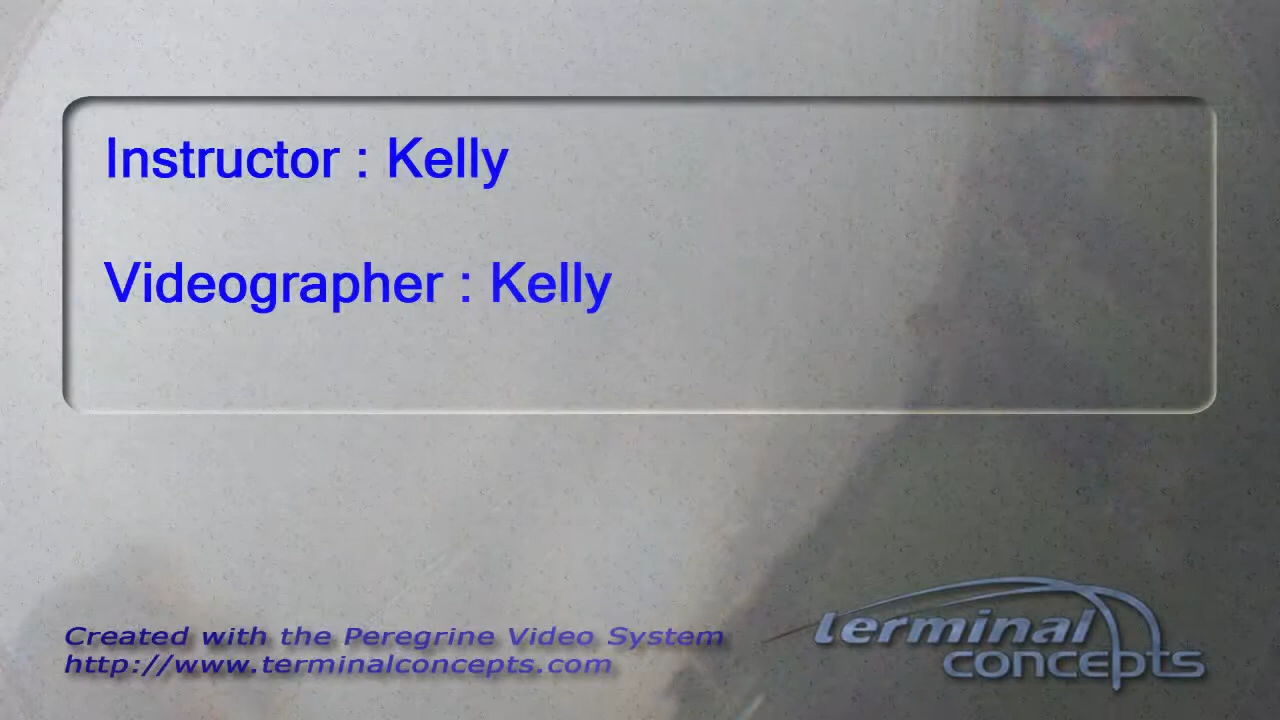 Instructor : Kelly
Videographer : Kelly
Created with the Peregrine Video System
http://www.terminalconcepts.com
terminal
concepts